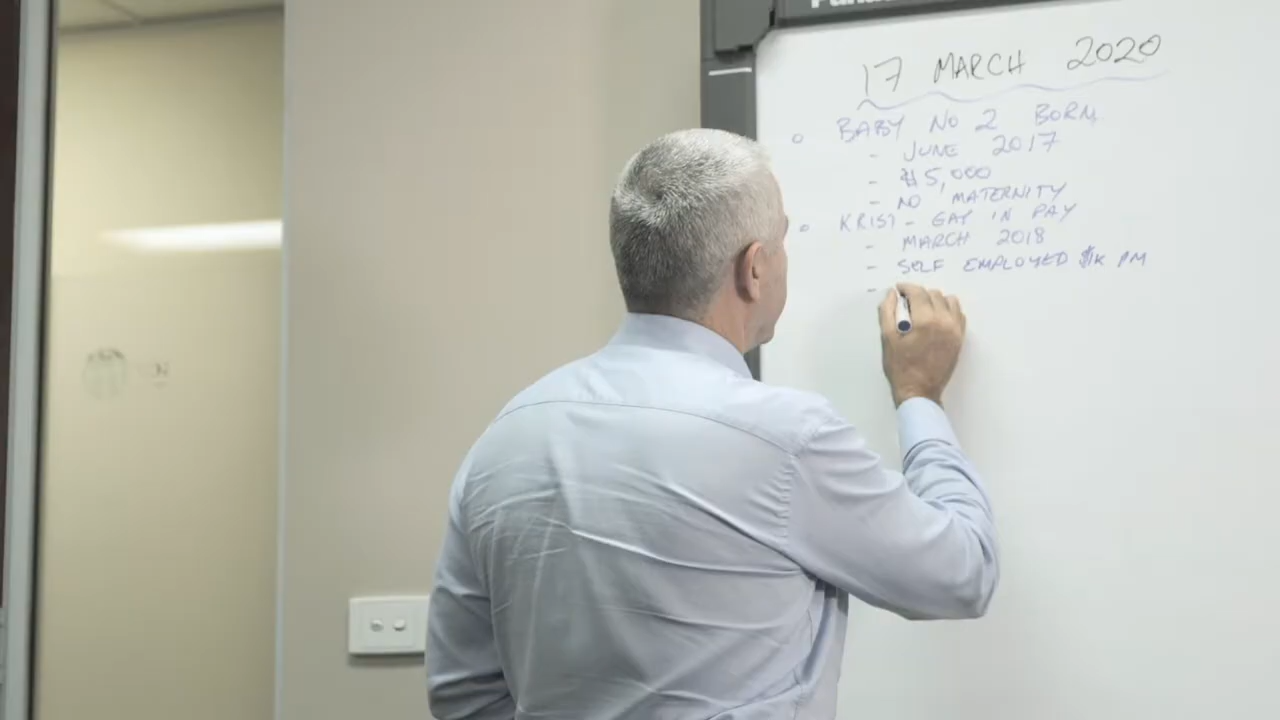 17 MARCH 2020
o BABY NO 2 BORN
- JUNE 2017
- $5,000
- NO MATERNITY
o KRIST - GAY IN PAY
- MARCH 2018
- SELF EMPLOYED $1K PM
-